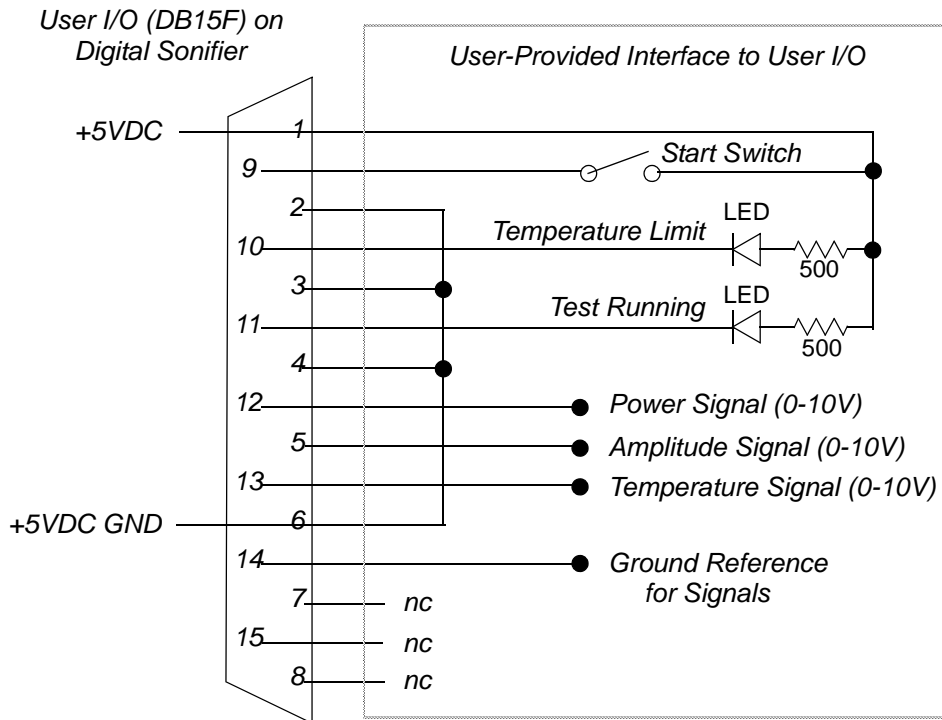 User I/O (DB15F) on
Digital Sonifier
User-Provided Interface to User I/O
+5VDC
1
9
Start Switch
2
LED
10
Temperature Limit
500
3
LED
11
Test Running
500
4
12
Power Signal (0-10V)
5
Amplitude Signal (0-10V)
13
Temperature Signal (0-10V)
+5VDC GND
6
14
Ground Reference
for Signals
7
nc
15
nc
8
nc